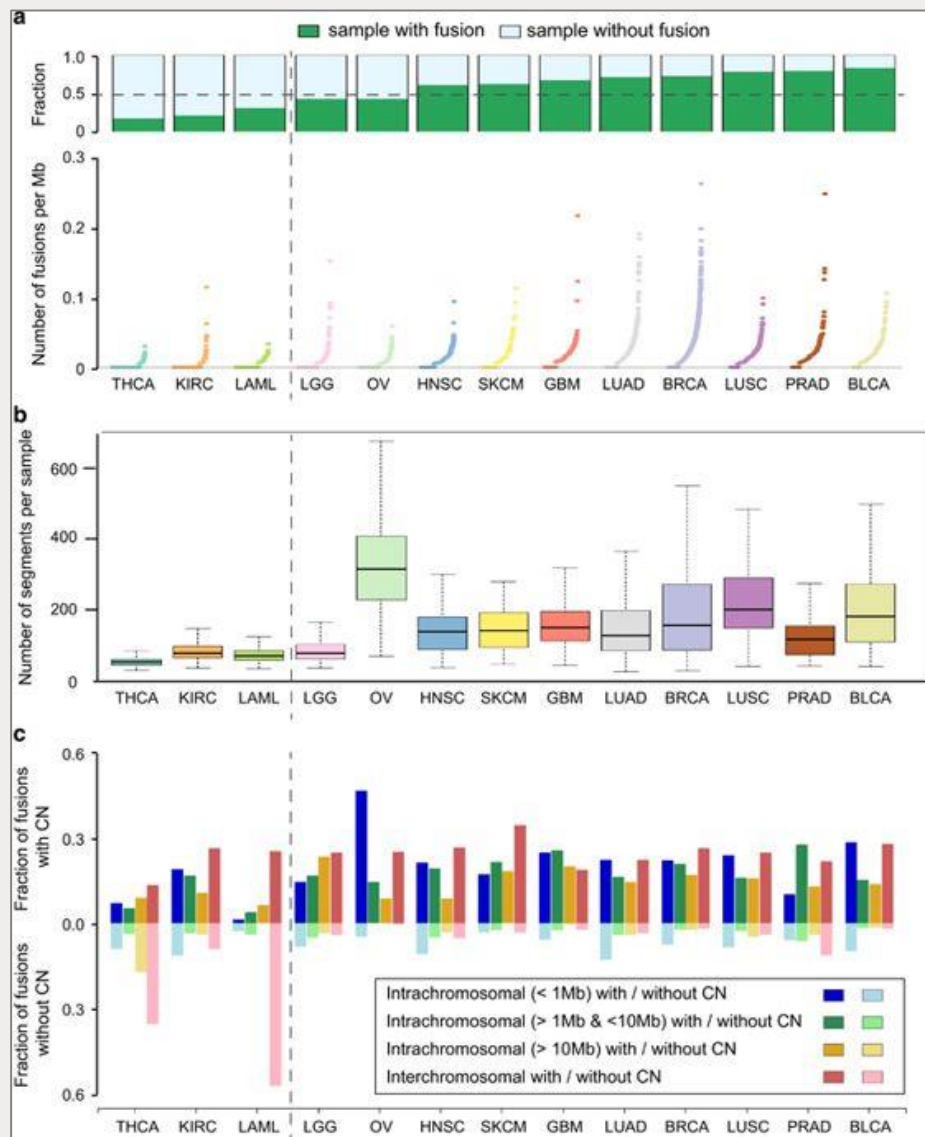 a
sample with fusion sample without fusion
Fraction
1.0
0.5
0
Number of fusions per Mb
0.3
0.2
0.1
0
THCA KIRC LAML LGG OV HNSC SKCM GBM LUAD BRCA LUSC PRAD BLCA
b
Number of segments per sample
600
400
200
0
THCA KIRC LAML LGG OV HNSC SKCM GBM LUAD BRCA LUSC PRAD BLCA
c
Fraction of fusions
with CN
Fraction of fusions
without CN
0.6
0.3
0.0
0.3
0.6
Intrachromosomal (< 1Mb) with / without CN
Intrachromosomal (> 1Mb & <10Mb) with / without CN
Intrachromosomal (> 10Mb) with / without CN
Interchromosomal with / without CN
THCA KIRC LAML LGG OV HNSC SKCM GBM LUAD BRCA LUSC PRAD BLCA